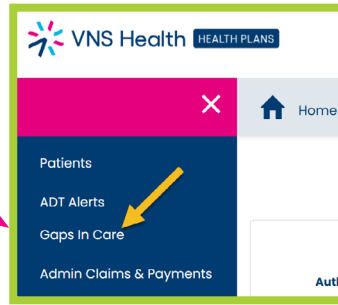 VNS Health HEALTH PLANS
Home
Patients
ADT Alerts
Gaps In Care
Admin Claims & Payments